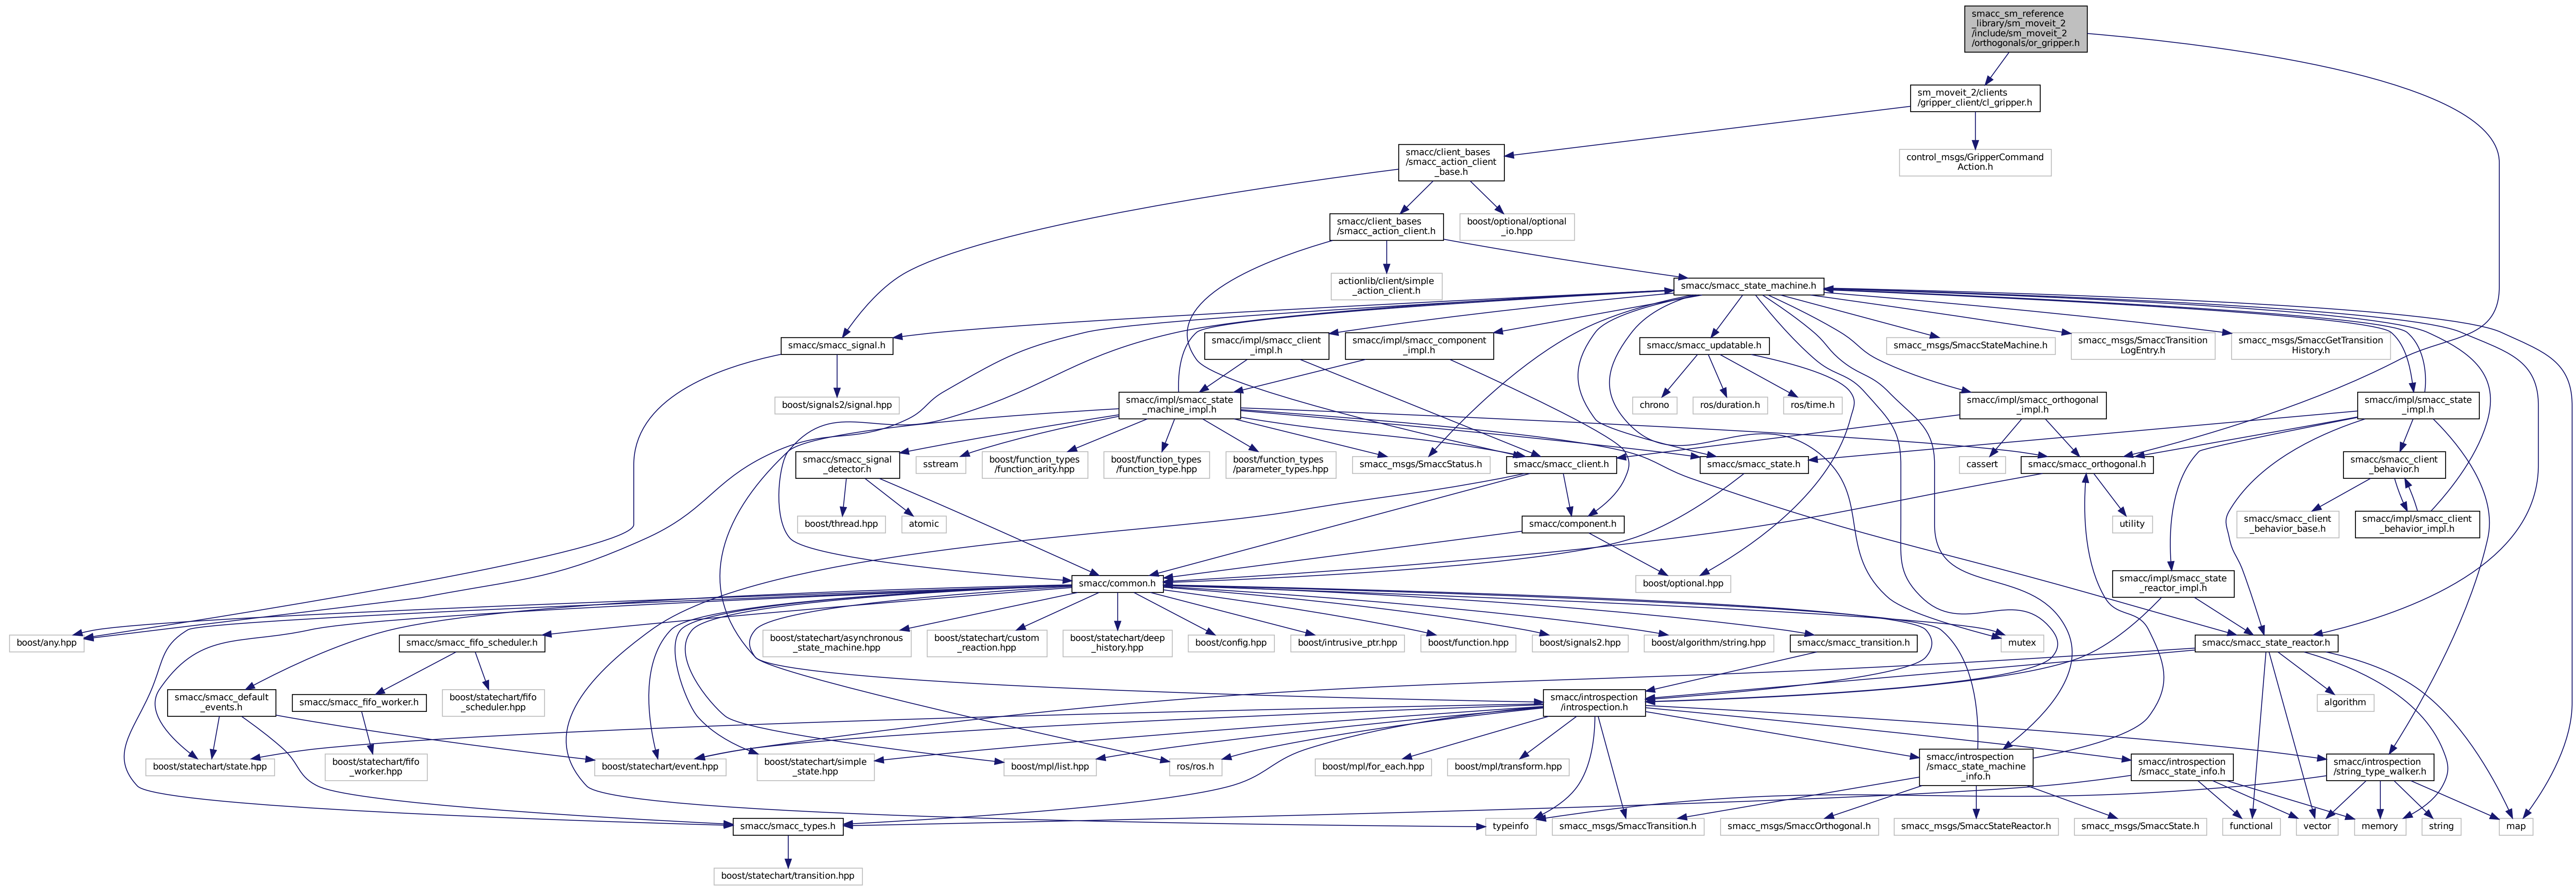 smacc_sm_reference
_library/sm_moveit_2
/include/sm_moveit_2
/orthogonals/or_gripper.h
sm_moveit_2/clients
/gripper_client/cl_gripper.h
smacc/client_bases
/smacc_action_client
_base.h
control_msgs/GripperCommand
Action.h
smacc/client_bases
/smacc_action_client.h
boost/optional/optional
_io.hpp
actionlib/client/simple
_action_client.h
smacc/smacc_state_machine.h
smacc/smacc_signal.h
smacc/impl/smacc_client
_impl.h
smacc/impl/smacc_component
_impl.h
smacc/smacc_updatable.h
smacc_msgs/SmaccStateMachine.h
smacc_msgs/SmaccTransition
LogEntry.h
smacc_msgs/SmaccGetTransition
History.h
boost/signals2/signal.hpp
smacc/impl/smacc_state
_machine_impl.h
chrono
ros/duration.h
ros/time.h
smacc/impl/smacc_orthogonal
_impl.h
smacc/impl/smacc_state
_impl.h
smacc/smacc_signal
_detector.h
sstream
boost/function_types
/function_arity.hpp
boost/function_types
/function_type.hpp
boost/function_types
/parameter_types.hpp
smacc_msgs/SmaccStatus.h
smacc/smacc_client.h
smacc/smacc_state.h
cassert
smacc/smacc_orthogonal.h
smacc/smacc_client
_behavior.h
boost/thread.hpp
atomic
smacc/component.h
utility
smacc/smacc_client
_behavior_base.h
smacc/impl/smacc_client
_behavior_impl.h
smacc/common.h
boost/optional.hpp
smacc/impl/smacc_state
_reactor_impl.h
boost/any.hpp
smacc/smacc_fifo_scheduler.h
boost/statechart/asynchronous
_state_machine.hpp
boost/statechart/custom
_reaction.hpp
boost/statechart/deep
_history.hpp
boost/config.hpp
boost/intrusive_ptr.hpp
boost/function.hpp
boost/signals2.hpp
boost/algorithm/string.hpp
smacc/smacc_transition.h
mutex
smacc/smacc_state_reactor.h
smacc/smacc_default
_events.h
smacc/smacc_fifo_worker.h
boost/statechart/fifo
_scheduler.hpp
smacc/introspection
/introspection.h
algorithm
boost/statechart/state.hpp
boost/statechart/fifo
_worker.hpp
boost/statechart/event.hpp
boost/statechart/simple
_state.hpp
boost/mpl/list.hpp
ros/ros.h
boost/mpl/for_each.hpp
boost/mpl/transform.hpp
smacc/introspection
/smacc_state_machine
_info.h
smacc/introspection
/smacc_state_info.h
smacc/introspection
/string_type_walker.h
smacc/smacc_types.h
typeinfo
smacc_msgs/SmaccTransition.h
smacc_msgs/SmaccOrthogonal.h
smacc_msgs/SmaccStateReactor.h
smacc_msgs/SmaccState.h
functional
vector
memory
string
map
boost/statechart/transition.hpp